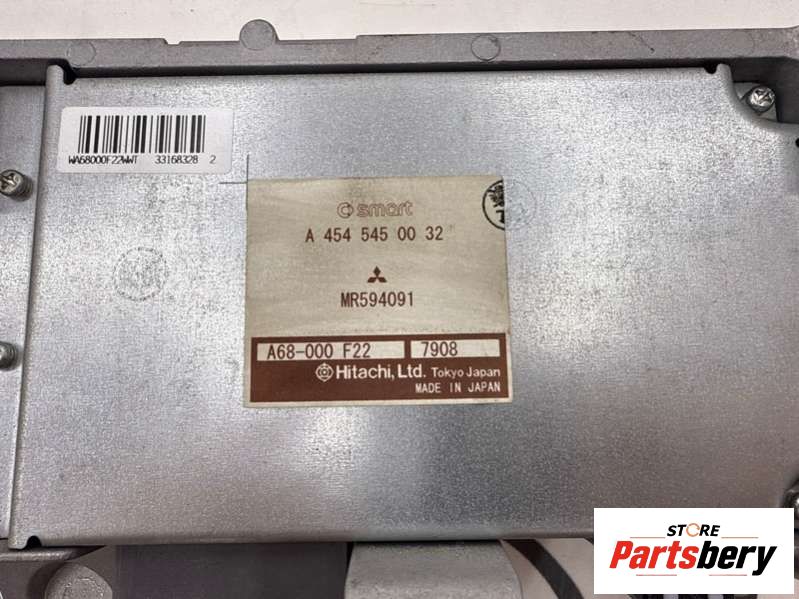 WA68000F22WWT 33168328 2
smart
A 454 545 00 32
MR594091
A68-000 F22 7908
Hitachi, Ltd. Tokyo Japan
MADE IN JAPAN
STORE
Partsbery